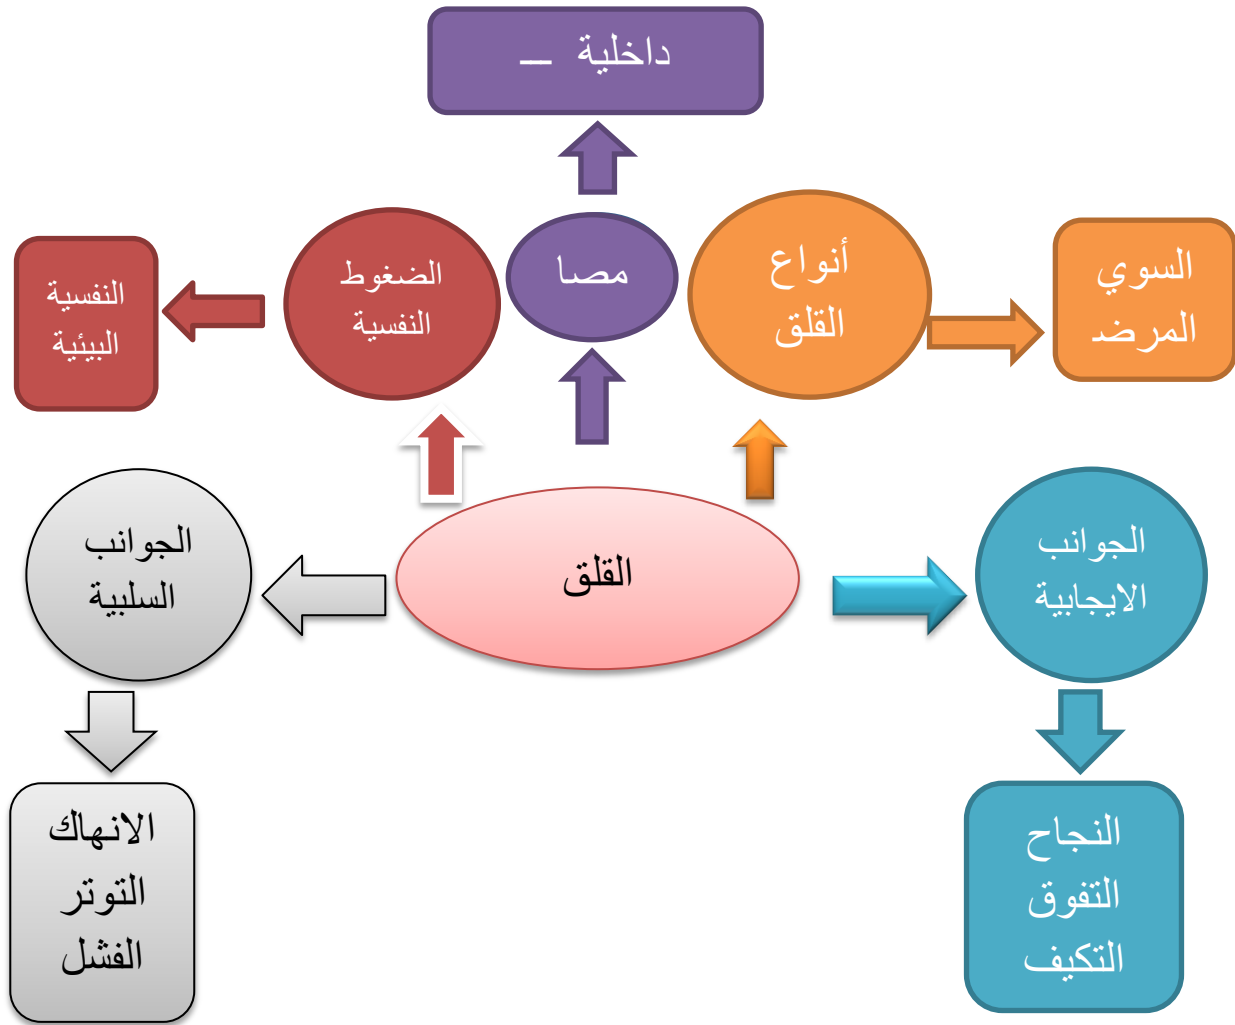 داخلية ــ
أنواع
القلق
السوي
المرضد
مصا
الضغوط
النفسية
النفسية
البيئية
القلق
الجوانب
الايجابية
الجوانب
السلبية
النجاح
التفوق
التكيف
الانهاك
التوتر
الفشل